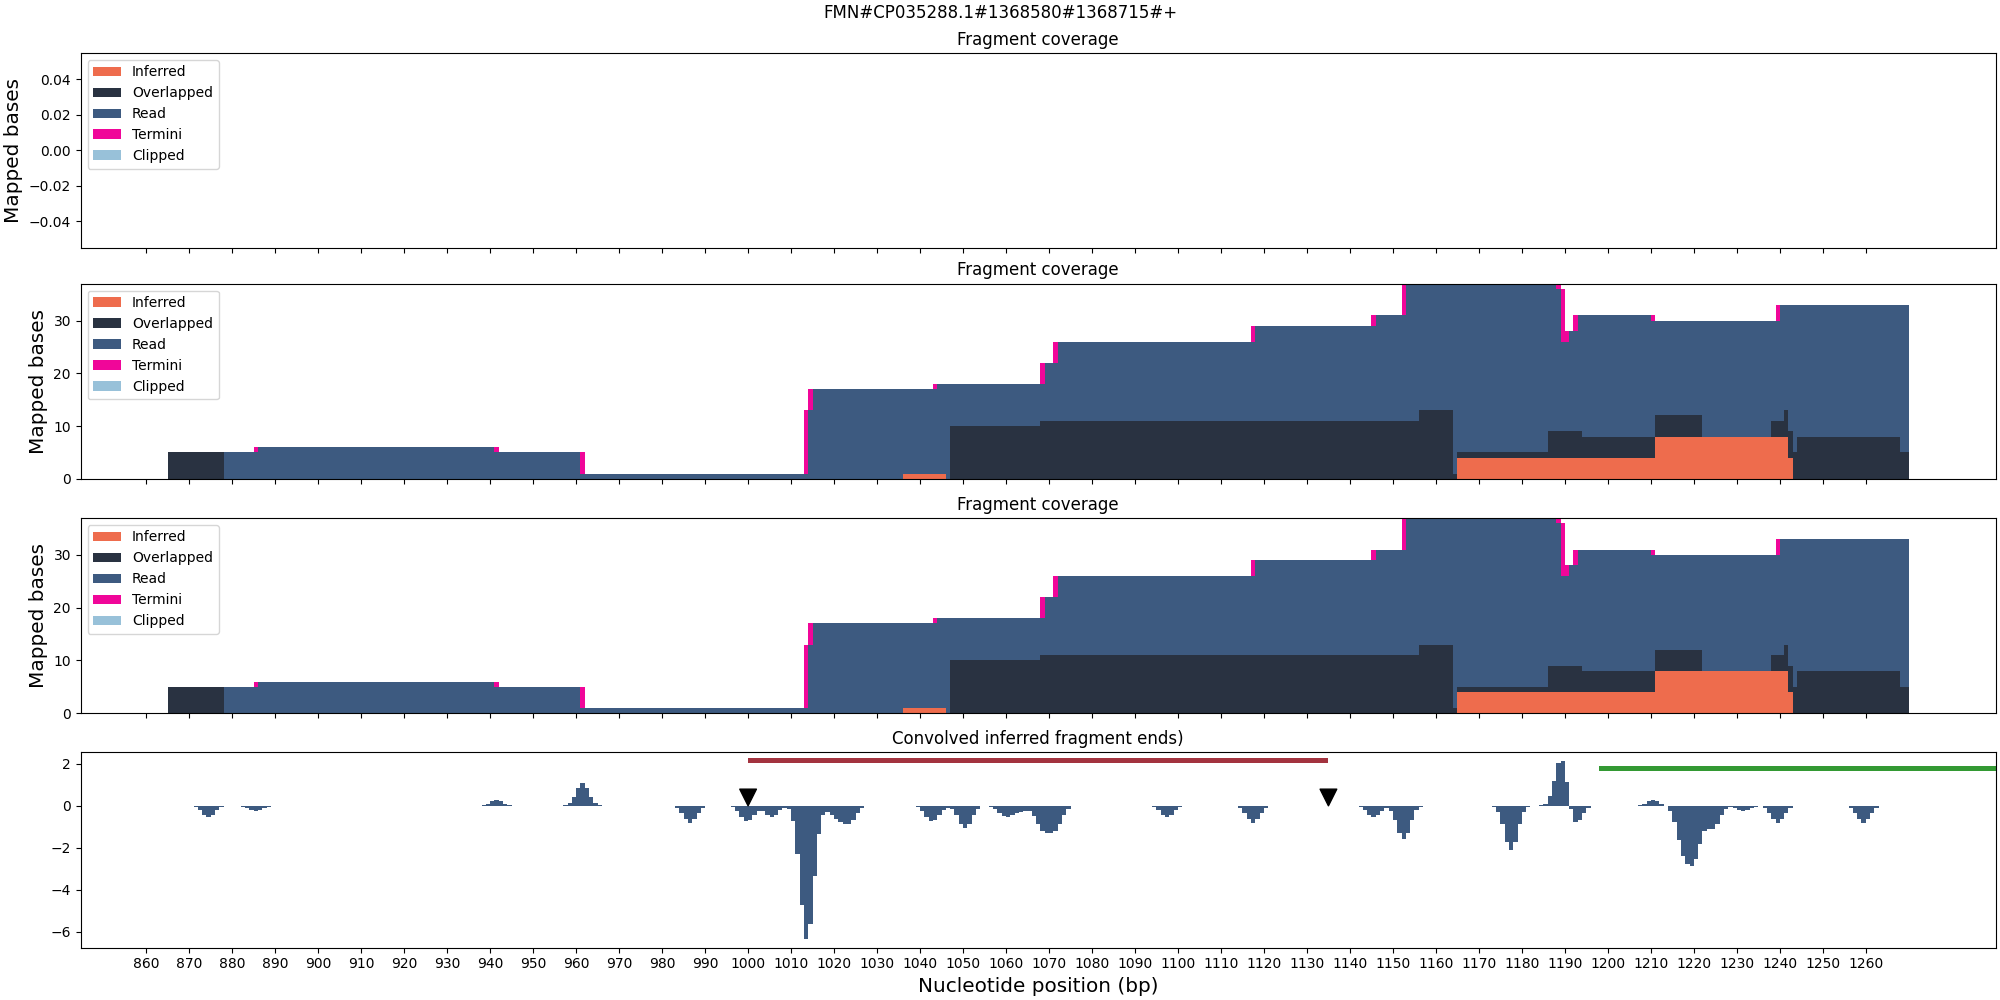 FMN#CP035288.1#1368580#1368715#+
Fragment coverage
Mapped bases
0.04
0.02
0.00
−0.02
−0.04
Inferred
Overlapped
Read
Termini
Clipped
Fragment coverage
Mapped bases
30
20
10
0
Inferred
Overlapped
Read
Termini
Clipped
Fragment coverage
Mapped bases
30
20
10
0
Inferred
Overlapped
Read
Termini
Clipped
Convolved inferred fragment ends)
2
0
−2
−4
−6
860 870 880 890 900 910 920 930 940 950 960 970 980 990 1000 1010 1020 1030 1040 1050 1060 1070 1080 1090 1100 1110 1120 1130 1140 1150 1160 1170 1180 1190 1200 1210 1220 1230 1240 1250 1260
Nucleotide position (bp)